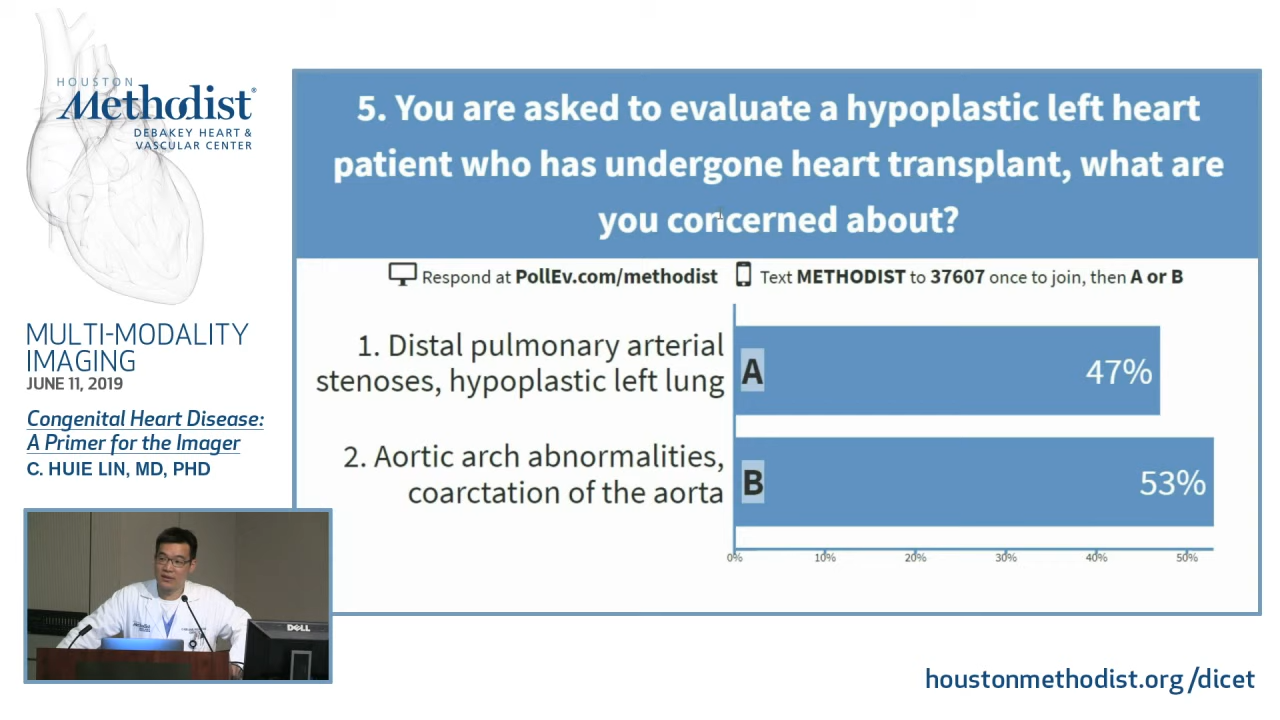 HOUSTON
Methodist®
DEBAKEY HEART &
VASCULAR CENTER
MULTI-MODALITY
IMAGING
JUNE 11, 2019
Congenital Heart Disease:
A Primer for the Imager
C. HUIE LIN, MD, PHD
5. You are asked to evaluate a hypoplastic left heart
patient who has undergone heart transplant, what are
you concerned about?
Respond at PollEv.com/methodist
Text METHODIST to 37607 once to join, then A or B
1. Distal pulmonary arterial
stenoses, hypoplastic left lung
A
47%
2. Aortic arch abnormalities,
coarctation of the aorta
B
53%
0% 10% 20% 30% 40% 50%
Methodist
DELL
houstonmethodist.org/dicet